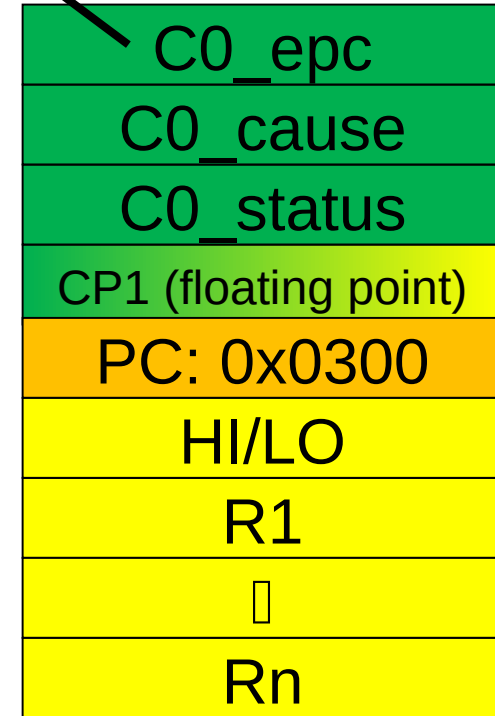 C0_epc
C0_cause
C0_status
CP1 (floating point)
PC: 0x0300
HI/LO
R1
Rn